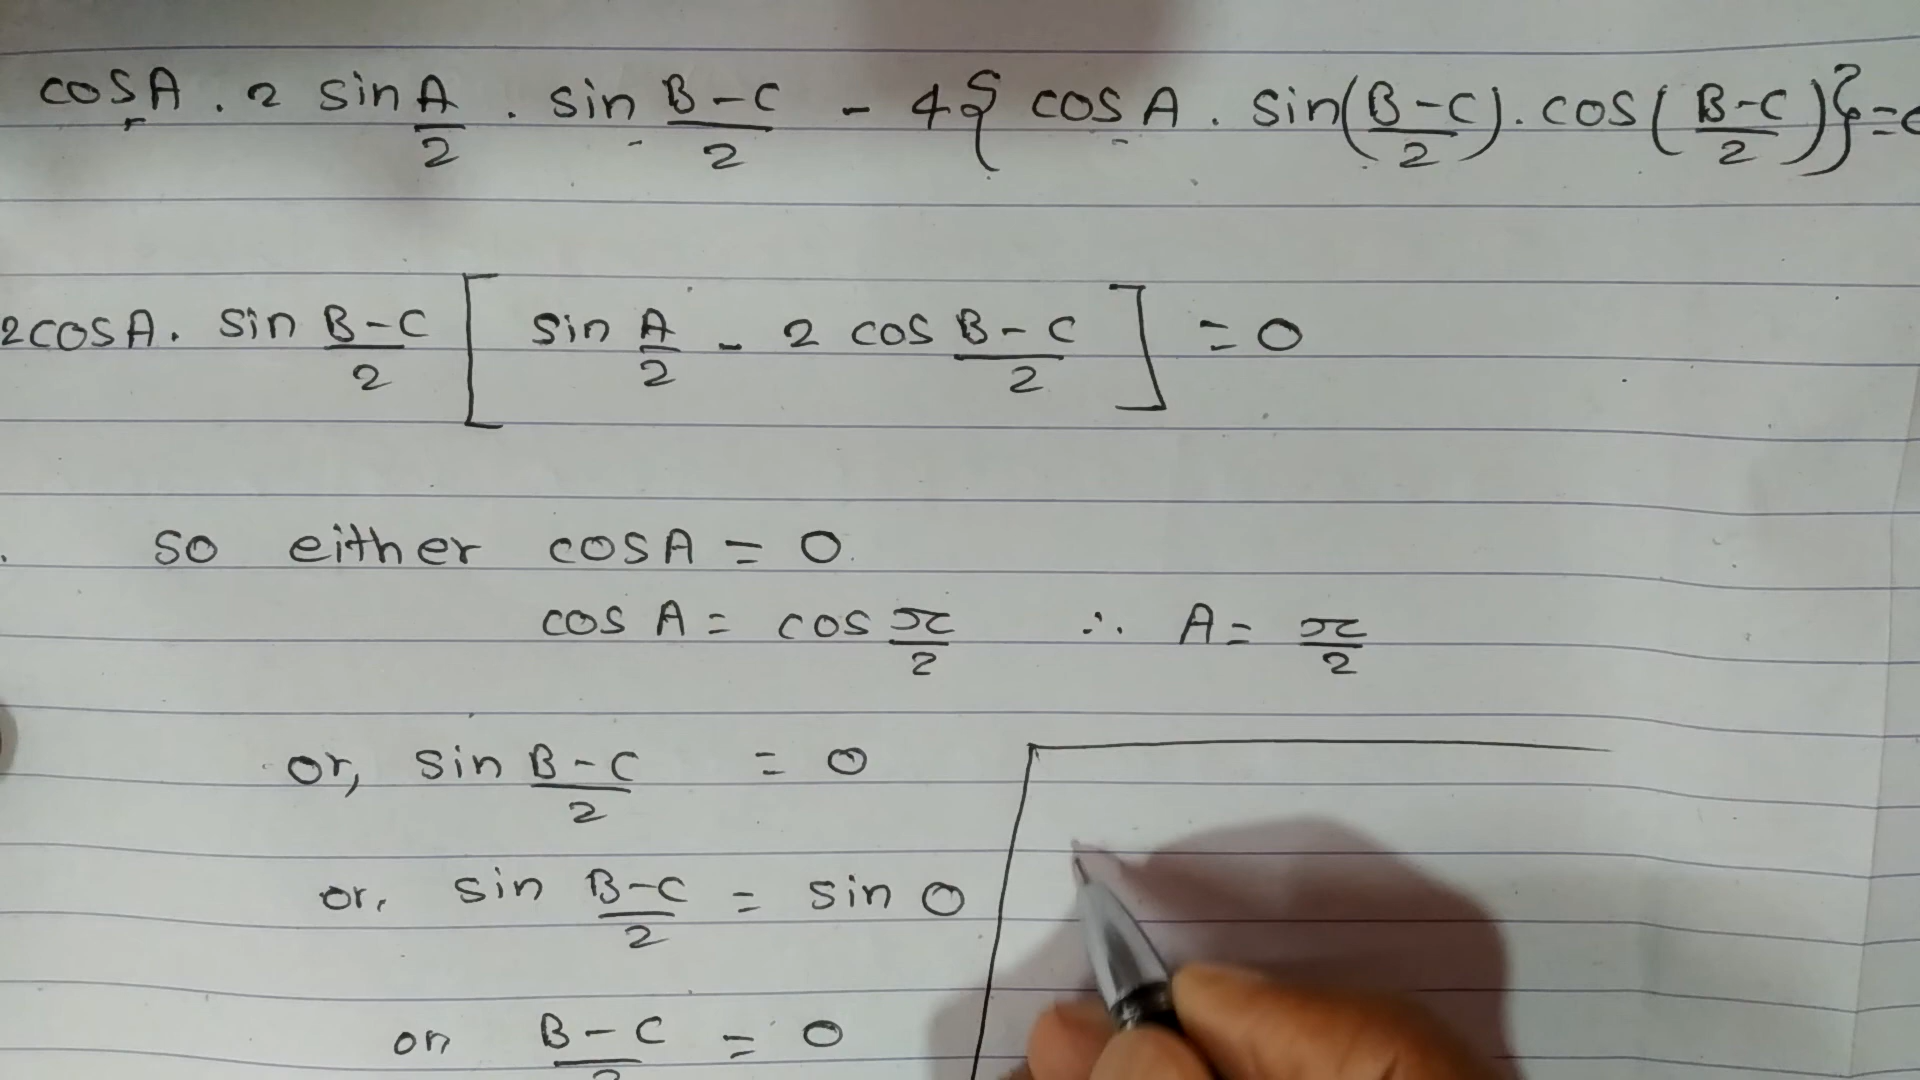 cosA . 2 sin A/2 . sin B-C/2 - 4{ cos A . sin(B-C/2) . cos(B-C/2)}=
2cosA. sin B-C/2 [ sin A/2 - 2 cos B-C/2 ] = 0
so either cosA = 0.
cos A = cos π/2 ∴ A = π/2
or, sin B-C/2 = 0
or, sin B-C/2 = sin 0
or B-C/2 = 0